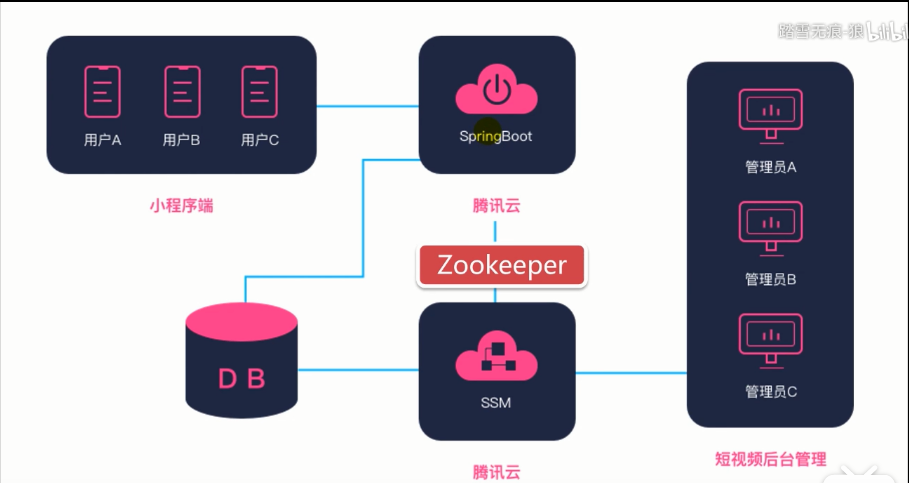 踏雪无痕-狼 bilibili
用户A 用户B 用户C
SpringBoot
小程序端
腾讯云
管理员A
Zookeeper
管理员B
DB
SSM
管理员C
腾讯云
短视频后台管理